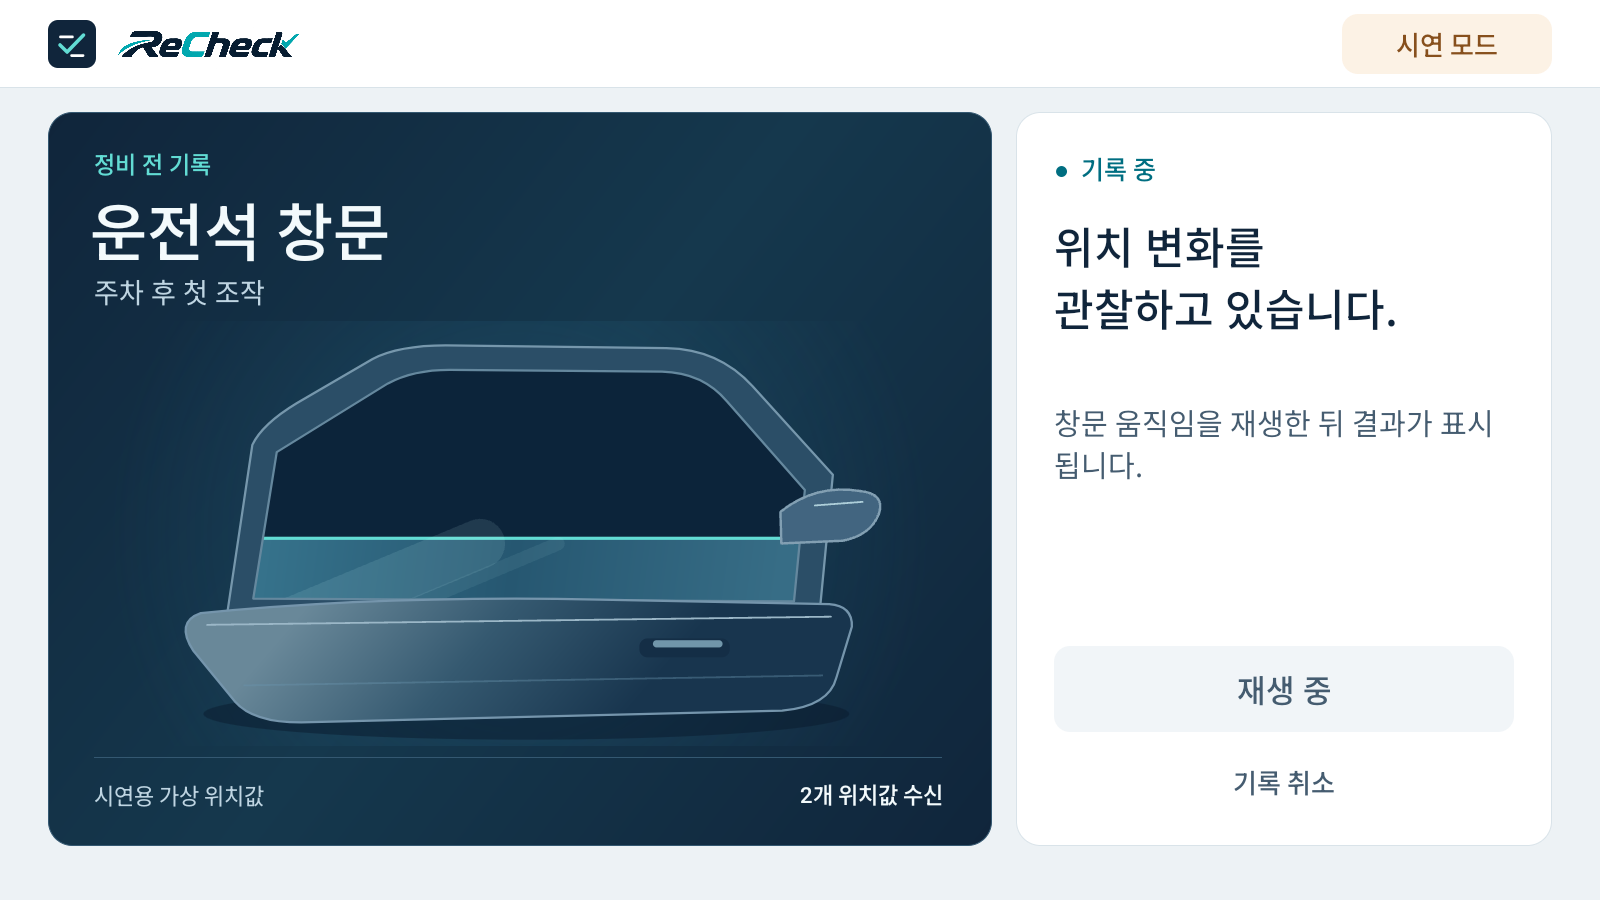 ReCheck
시연 모드
정비 전 기록
운전석 창문
주차 후 첫 조작
시연용 가상 위치값
2개 위치값 수신
기록 중
위치 변화를
관찰하고 있습니다.
창문 움직임을 재생한 뒤 결과가 표시
됩니다.
재생 중
기록 취소